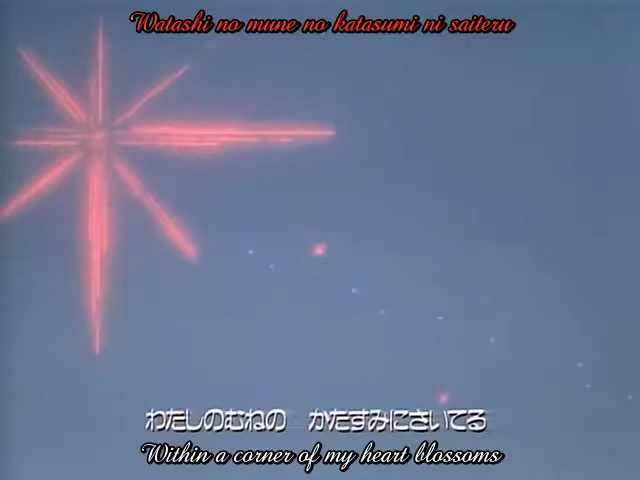 Watashi no mune no katasumi ni saiteru
わたしのむねの　かたすみにさいてる
Within a corner of my heart blossoms